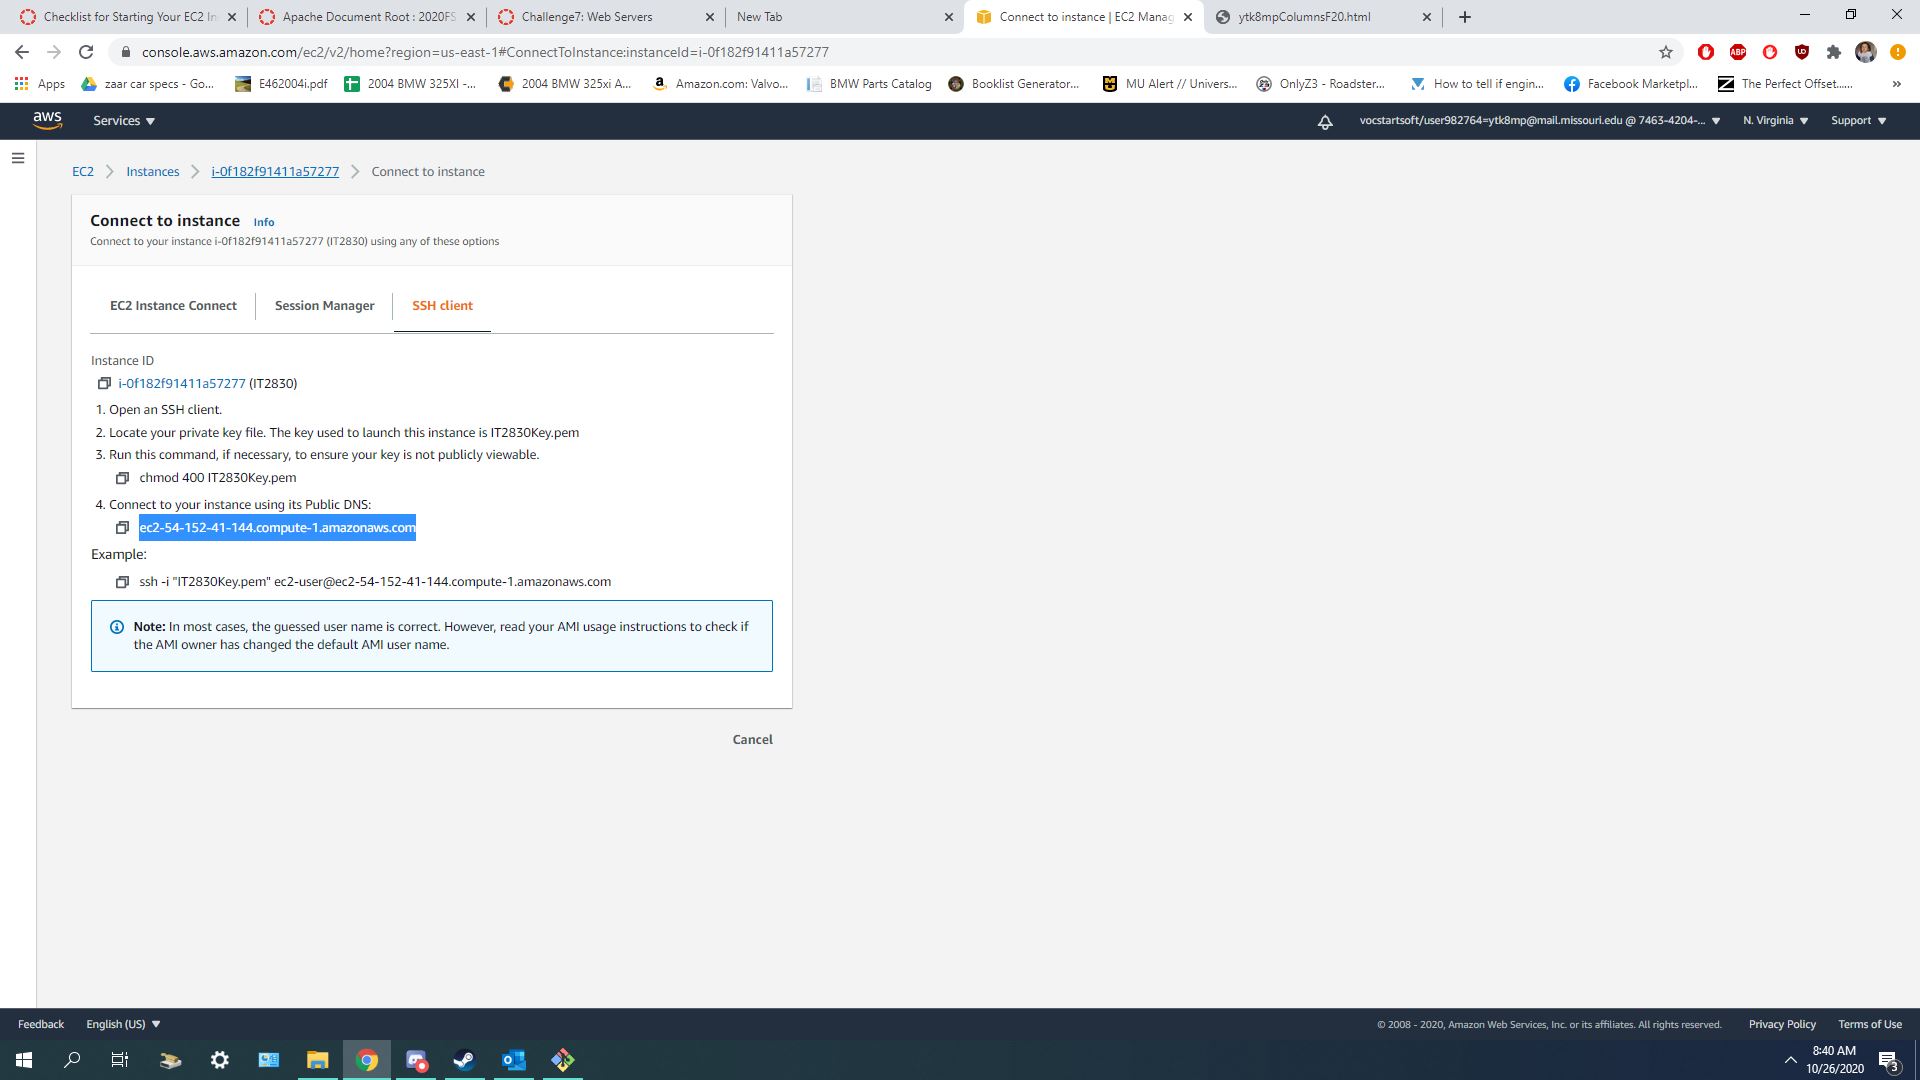 Checklist for Starting Your EC2 In
Apache Document Root : 2020FS
Challenge7: Web Servers
New Tab
Connect to instance | EC2 Manag
ytk8mpColumnsF20.html
console.aws.amazon.com/ec2/v2/home?region=us-east-1#ConnectToInstance:instanceId=i-0f182f91411a57277
ABP
Apps
zaar car specs - Go...
E462004i.pdf
2004 BMW 325XI -...
2004 BMW 325xi A...
Amazon.com: Valvo...
BMW Parts Catalog
Booklist Generator...
MU Alert // Univers...
OnlyZ3 - Roadster...
How to tell if engin...
Facebook Marketpl...
The Perfect Offset......
»
aws
Services
vocstartsoft/user982764=ytk8mp@mail.missouri.edu @ 7463-4204-...
N. Virginia
Support
EC2 > Instances > i-0f182f91411a57277 > Connect to instance
Connect to instance Info
Connect to your instance i-0f182f91411a57277 (IT2830) using any of these options
EC2 Instance Connect
Session Manager
SSH client
Instance ID
i-0f182f91411a57277 (IT2830)
1. Open an SSH client.
2. Locate your private key file. The key used to launch this instance is IT2830Key.pem
3. Run this command, if necessary, to ensure your key is not publicly viewable.
chmod 400 IT2830Key.pem
4. Connect to your instance using its Public DNS:
ec2-54-152-41-144.compute-1.amazonaws.com
Example:
ssh -i "IT2830Key.pem" ec2-user@ec2-54-152-41-144.compute-1.amazonaws.com
Note: In most cases, the guessed user name is correct. However, read your AMI usage instructions to check if
the AMI owner has changed the default AMI user name.
Cancel
Feedback
English (US)
© 2008 - 2020, Amazon Web Services, Inc. or its affiliates. All rights reserved.
Privacy Policy
Terms of Use
8:40 AM
10/26/2020
3